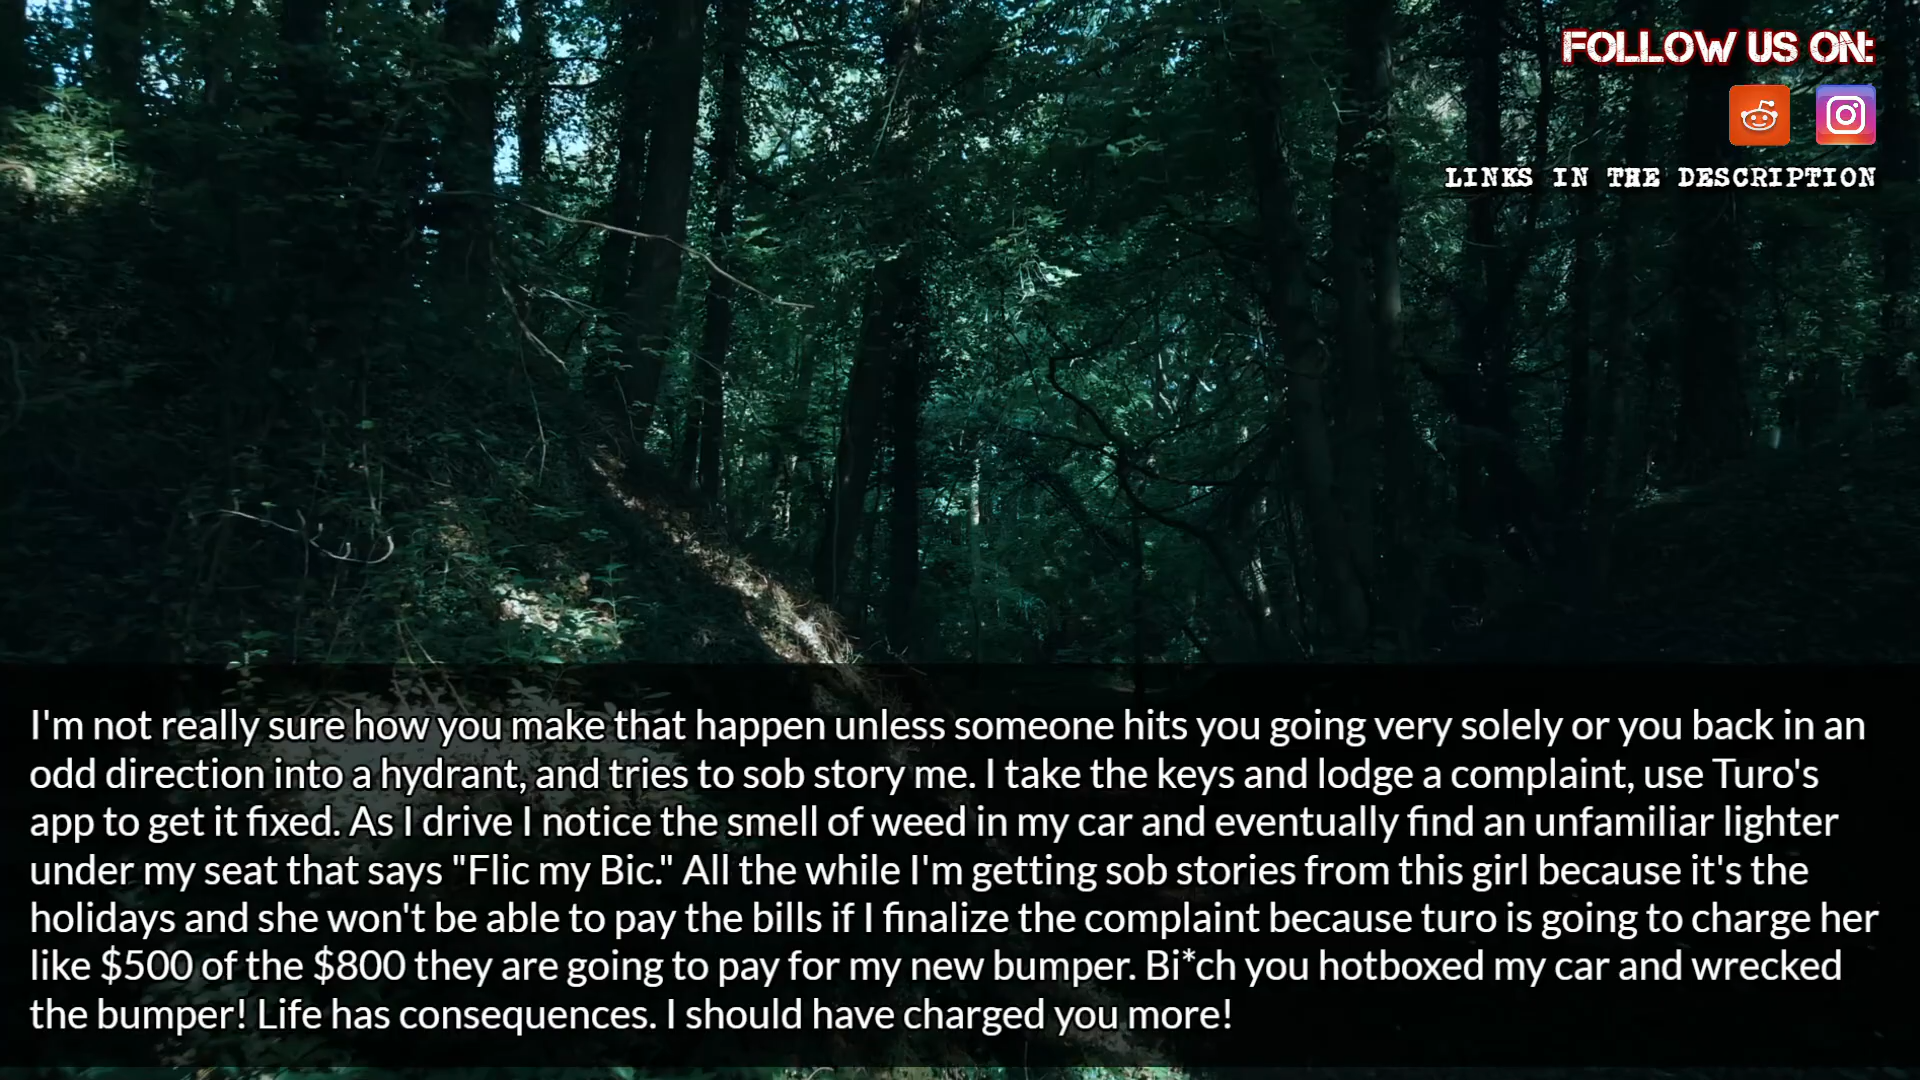 FOLLOW US ON:
LINKS IN THE DESCRIPTION
I'm not really sure how you make that happen unless someone hits you going very solely or you back in an
odd direction into a hydrant, and tries to sob story me. I take the keys and lodge a complaint, use Turo's
app to get it fixed. As I drive I notice the smell of weed in my car and eventually find an unfamiliar lighter
under my seat that says "Flic my Bic." All the while I'm getting sob stories from this girl because it's the
holidays and she won't be able to pay the bills if I finalize the complaint because turo is going to charge her
like $500 of the $800 they are going to pay for my new bumper. Bi*ch you hotboxed my car and wrecked
the bumper! Life has consequences. I should have charged you more!